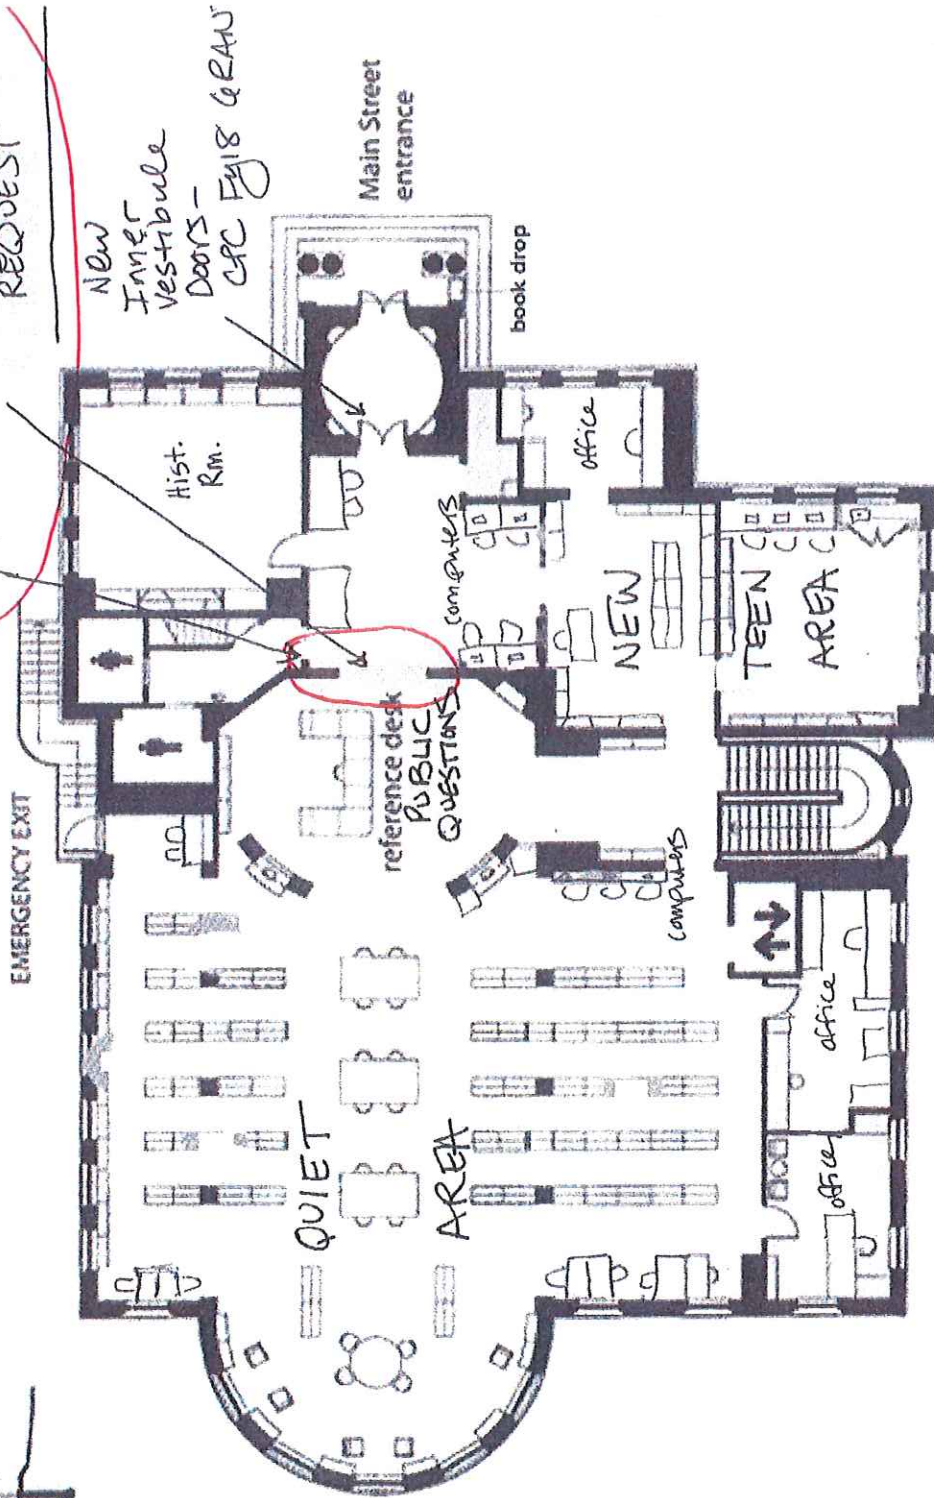 REQUEST
New
Inner
Vestibule
Doors-
CPC Fy18 GRAN
Main Street
entrance
book drop
Hist.
Rm.
office
computers
NEW
TEEN
AREA
reference desk
PUBLIC
QUESTIONS
EMERGENCY EXIT
computers
QUIET
AREA
office
office